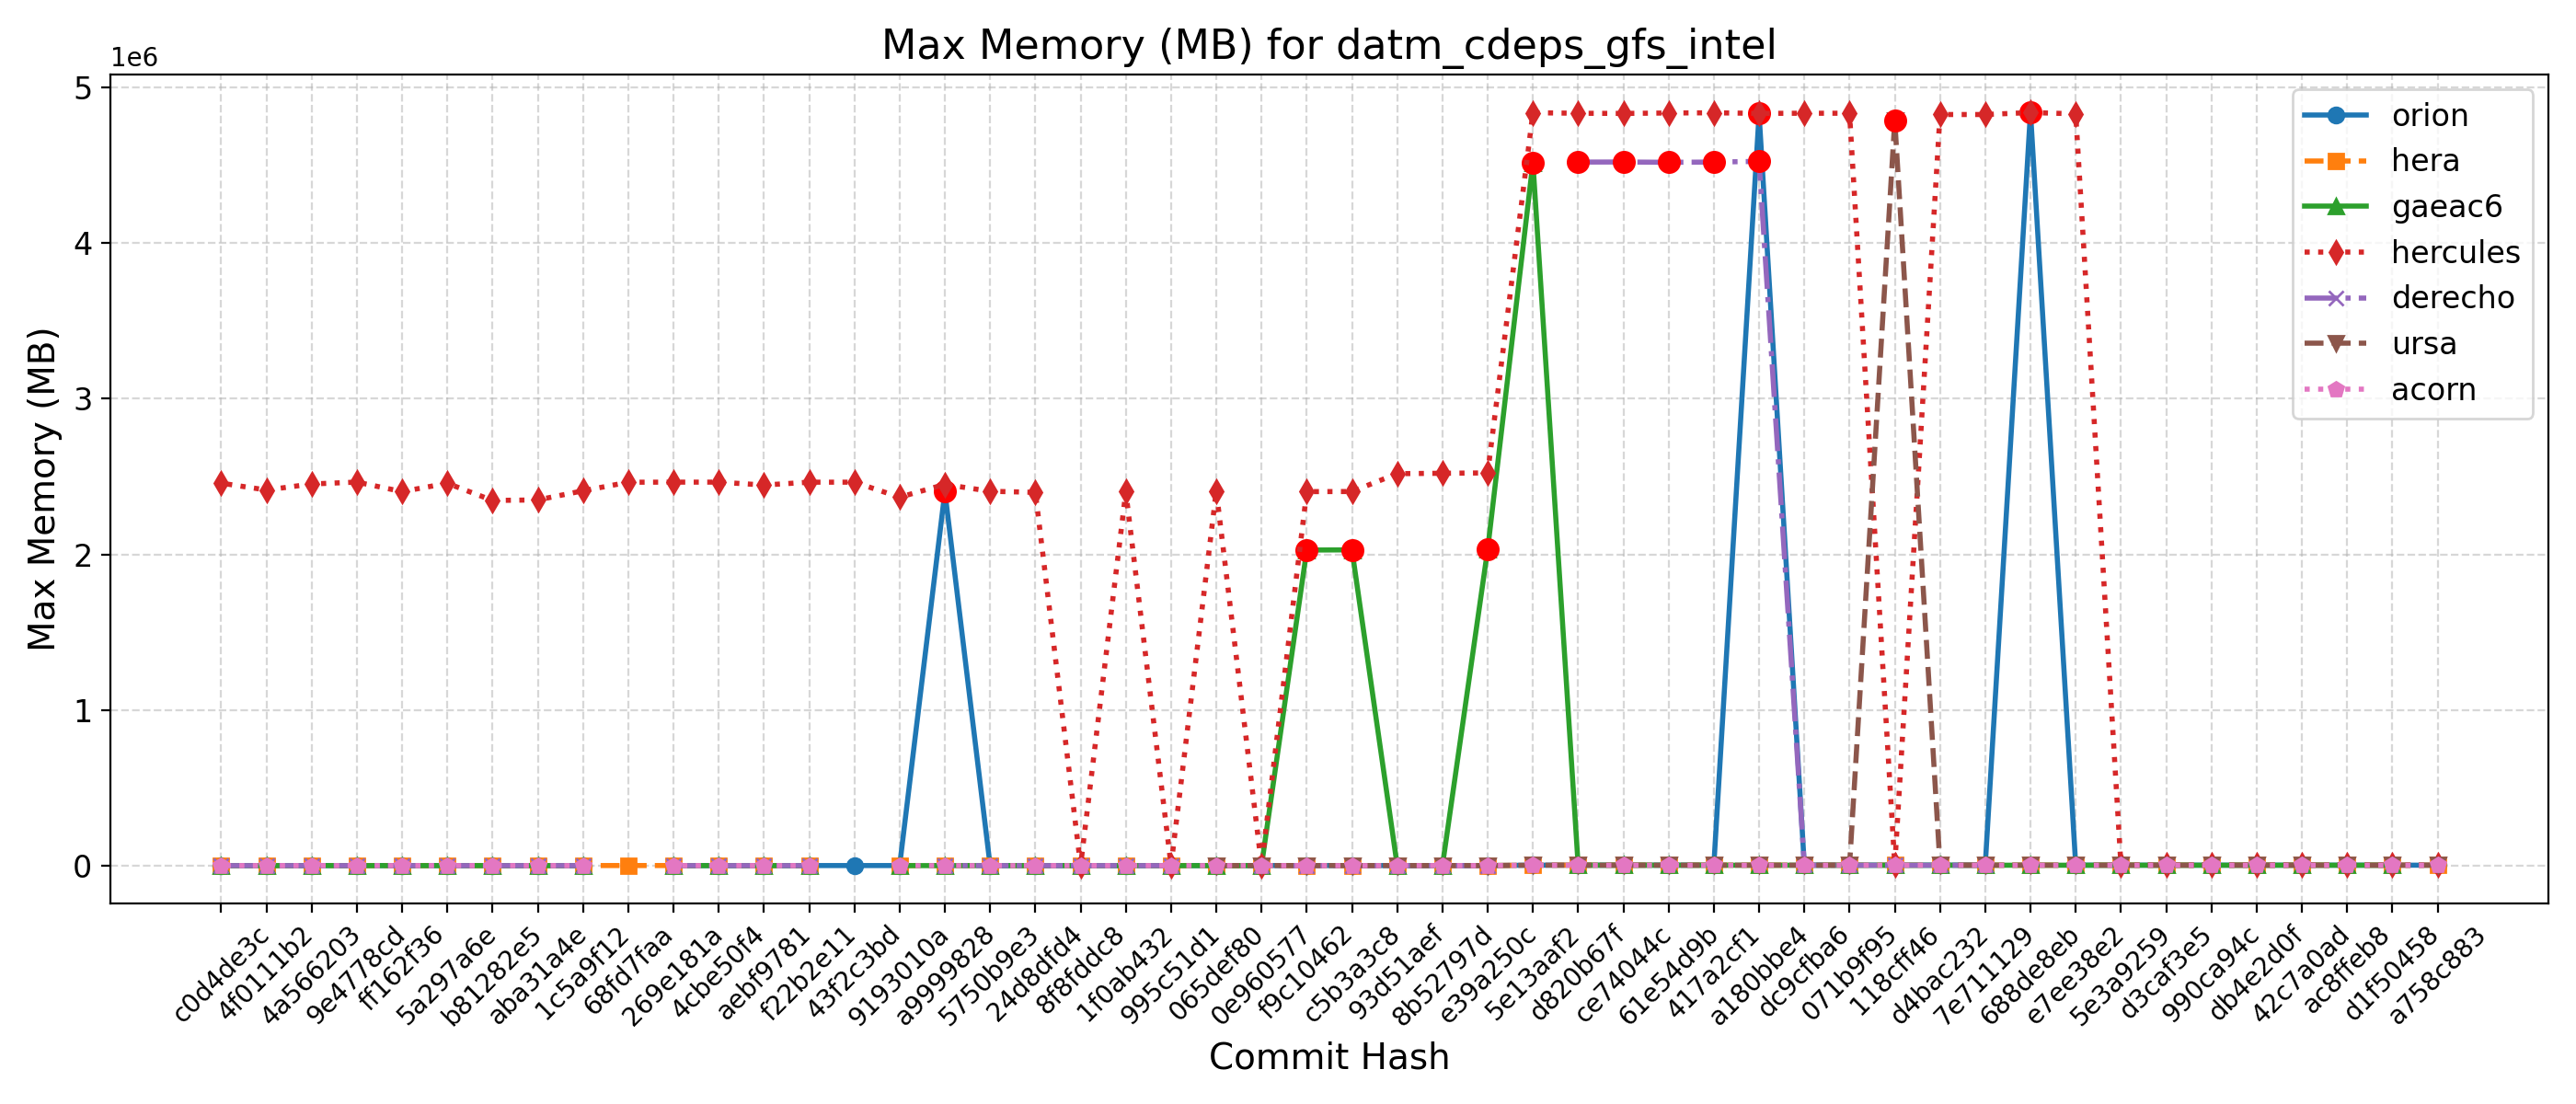 Max Memory (MB) for datm_cdeps_gfs_intel
1e6
5
4
3
2
1
0
Max Memory (MB)
orion
hera
gaeac6
hercules
derecho
ursa
acorn
c0d4de3c
4f0111b2
4a566203
9e4778cd
ff162f36
5a297a6e
b81282e5
aba31a4e
1c5a9f12
68fd7faa
269e181a
4cbe50f4
aebf9781
f22b2e11
43f2c3bd
9193010a
a9999828
5750b9e3
24d8dfd4
8f8fddc8
1f0ab432
995c51d1
065def80
0e960577
f9c10462
c5b3a3c8
93d51aef
8b52797d
e39a250c
5e13aaf2
d820b67f
ce74044c
61e54d9b
417a2cf1
a180bbe4
dc9cfba6
071b9f95
118cff46
d4bac232
7e711129
688de8eb
e7ee38e2
5e3a9259
d3caf3e5
990ca94c
db4e2d0f
42c7a0ad
ac8ffeb8
d1f50458
a758c883
Commit Hash